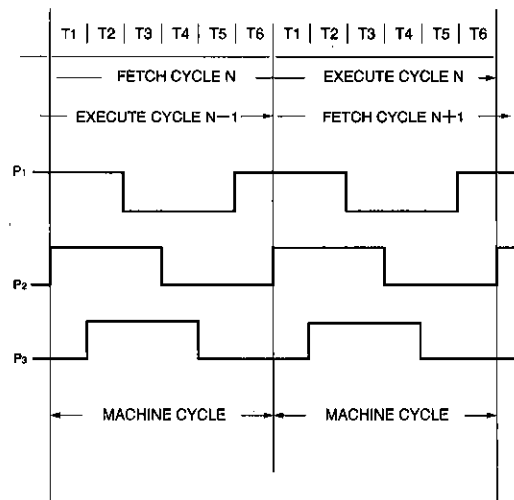 T1 | T2 | T3 | T4 | T5 | T6 T1 | T2 | T3 | T4 | T5 | T6
FETCH CYCLE N EXECUTE CYCLE N
EXECUTE CYCLE N−1 FETCH CYCLE N+1
P1
P2
P3
MACHINE CYCLE MACHINE CYCLE